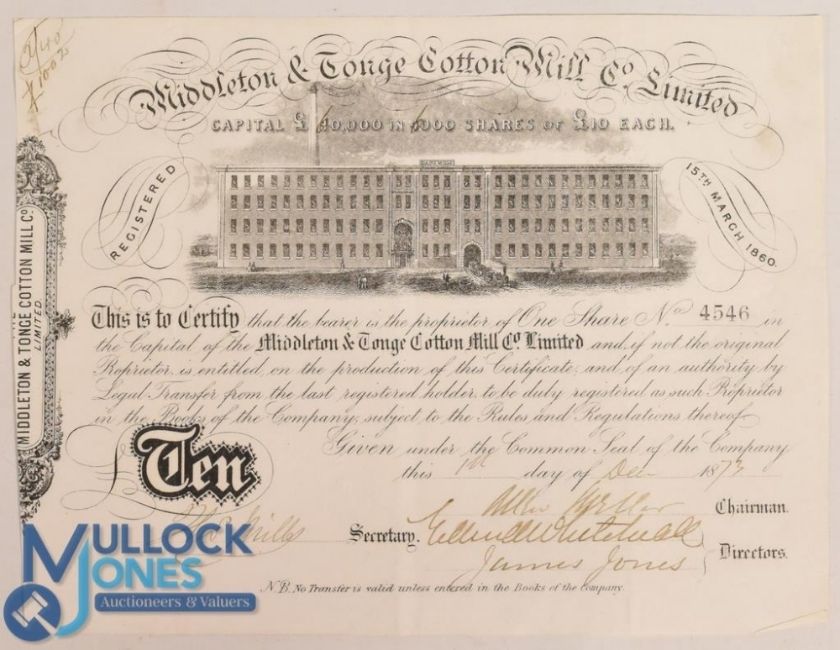 Middleton & Tonge Cotton Mill Co. Limited
CAPITAL £60,000 IN 6000 SHARES OF £10 EACH.
REGISTERED
15TH MARCH 1860.
MIDDLETON & TONGE COTTON MILL CO.
LIMITED
This is to Certify that the bearer is the proprietor of One Share No. 4546 in
the Capital of the Middleton & Tonge Cotton Mill Co. Limited and, if not the original
Proprietor, is entitled, on the production of this Certificate, and of an authority by
Legal Transfer from the last registered holder, to be duly registered as such Proprietor
in the Books of the Company, subject to the Rules and Regulations thereof
Given under the Common Seal of the Company
this 1st day of Dec 1873
£ Ten
Chairman.
Mills Secretary.
James Jones Directors.
N.B. No Transfer is valid unless entered in the Books of the Company.
MULLOCK
JONES
Auctioneers & Valuers